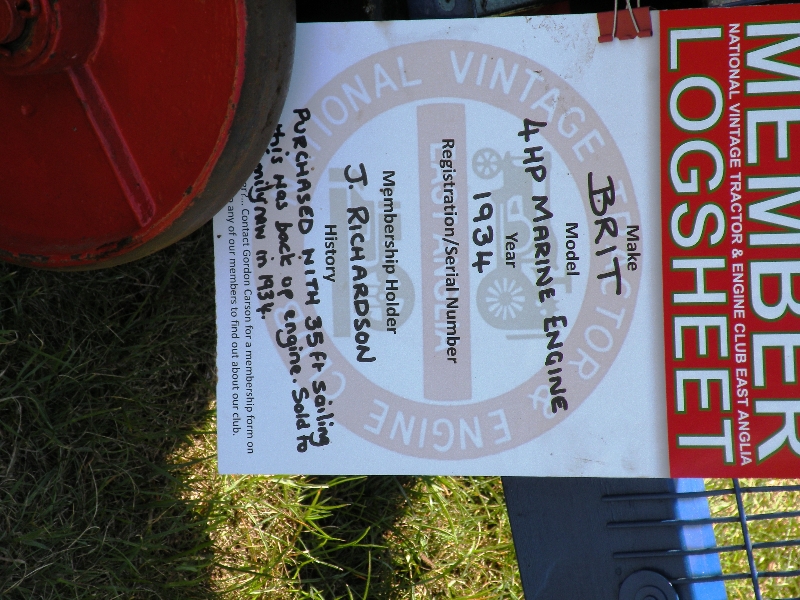 MEMBER
NATIONAL VINTAGE TRACTOR & ENGINE CLUB EAST ANGLIA
LOGSHEET
Make
BRIT
Model
4HP MARINE ENGINE
Year
1934
Registration/Serial Number
Membership Holder
J. RICHARDSON
History
PURCHASED WITH 35 ft sailing
this was back up engine. Sold to
family now in 1934.
Contact Gordon Carson for a membership form on
any of our members to find out about our club.
NATIONAL VINTAGE TRACTOR & ENGINE